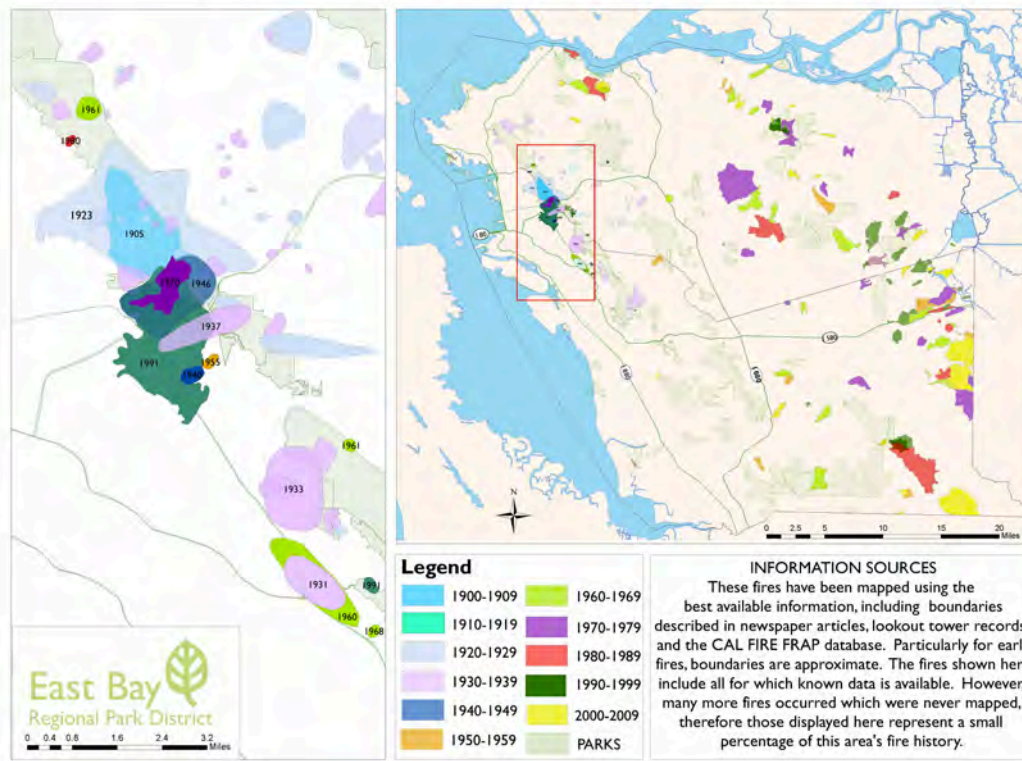 1961
1980
1923
1905
1970
1946
1937
1991
1955
1940
1961
1933
1931
1991
1960
1968
East Bay
Regional Park District
0 0.4 0.8 1.6 2.4 3.2
Miles
180
580
680
680
N
0 2.5 5 10 15 20
Miles
Legend
1900-1909
1910-1919
1920-1929
1930-1939
1940-1949
1950-1959
1960-1969
1970-1979
1980-1989
1990-1999
2000-2009
PARKS
INFORMATION SOURCES
These fires have been mapped using the
best available information, including boundaries
described in newspaper articles, lookout tower records
and the CAL FIRE FRAP database. Particularly for earl
fires, boundaries are approximate. The fires shown her
include all for which known data is available. However
many more fires occurred which were never mapped,
therefore those displayed here represent a small
percentage of this area's fire history.